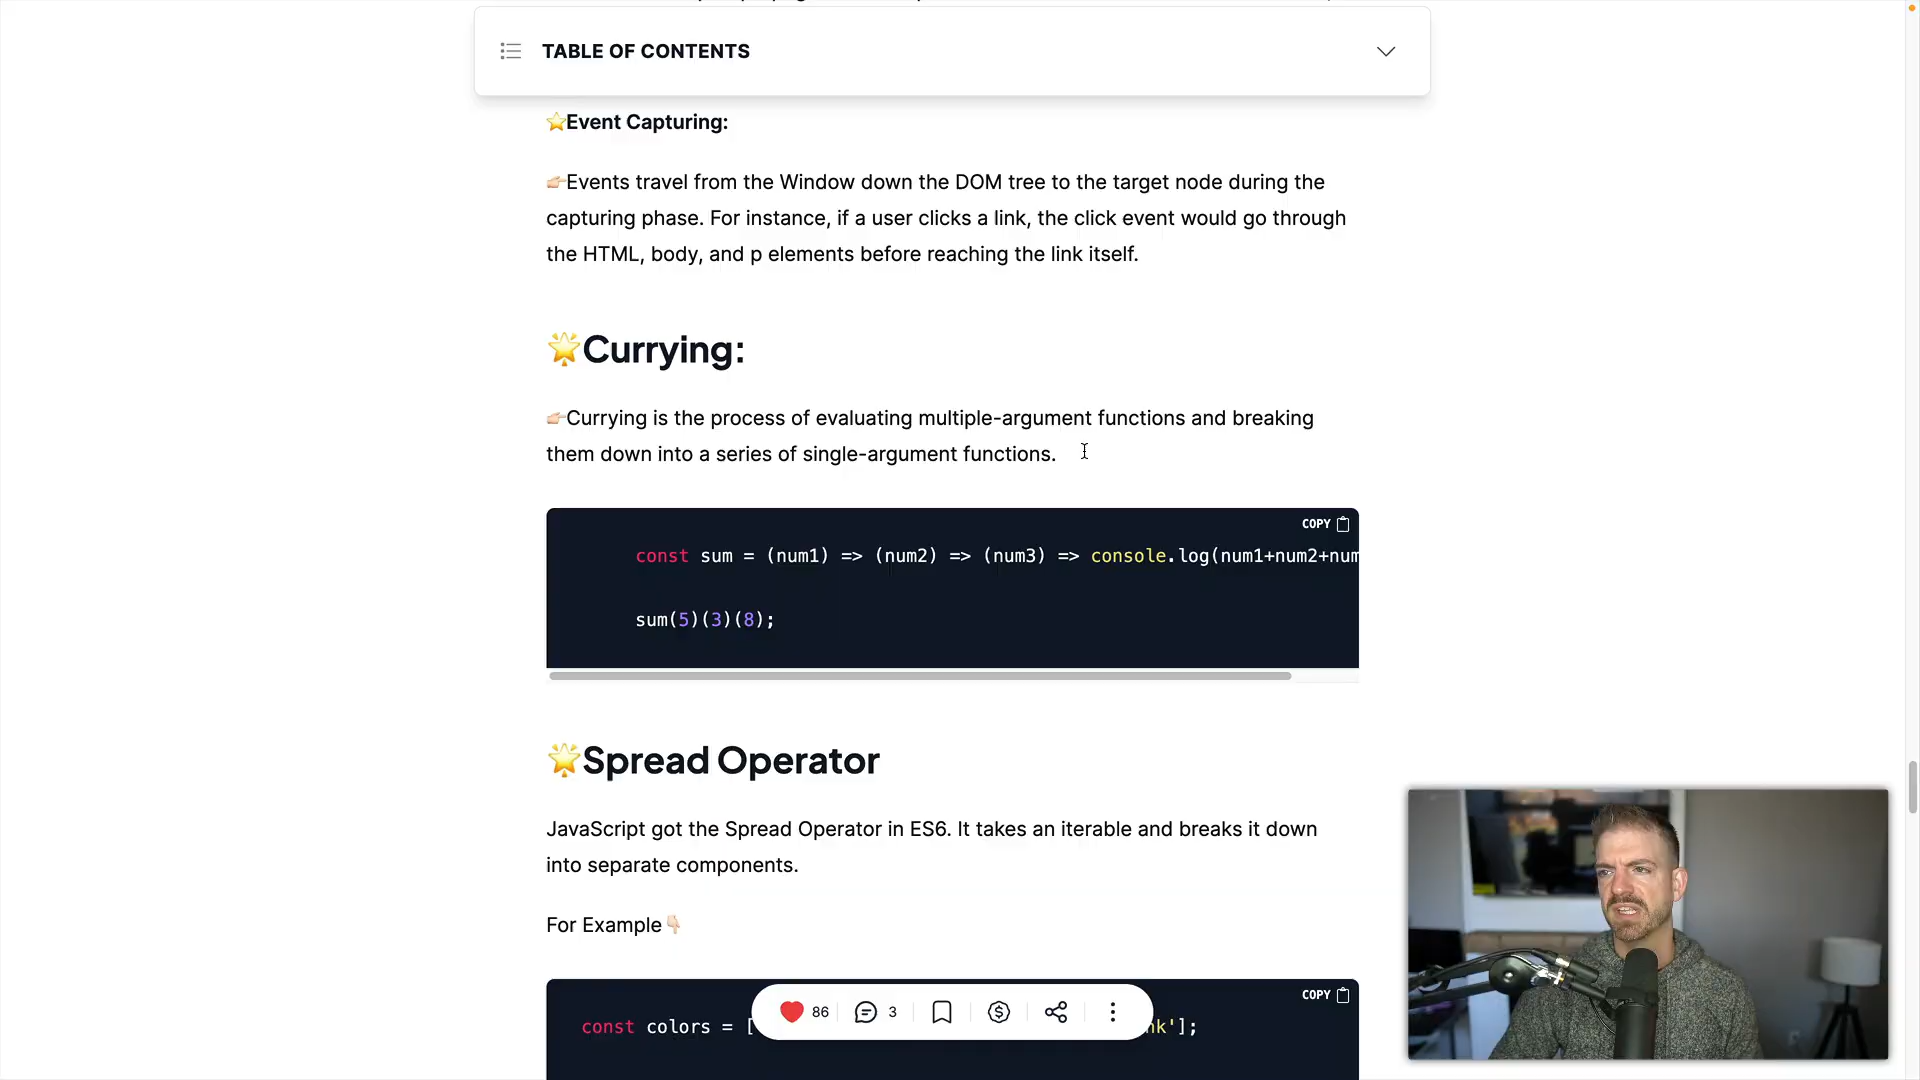 TABLE OF CONTENTS
⭐Event Capturing:
👉🏻Events travel from the Window down the DOM tree to the target node during the
capturing phase. For instance, if a user clicks a link, the click event would go through
the HTML, body, and p elements before reaching the link itself.
🌟Currying:
👉🏻Currying is the process of evaluating multiple-argument functions and breaking
them down into a series of single-argument functions.
COPY
const sum = (num1) => (num2) => (num3) => console.log(num1+num2+num
sum(5)(3)(8);
🌟Spread Operator
JavaScript got the Spread Operator in ES6. It takes an iterable and breaks it down
into separate components.
For Example👇🏻
COPY
const colors = [ nk'];
86 3